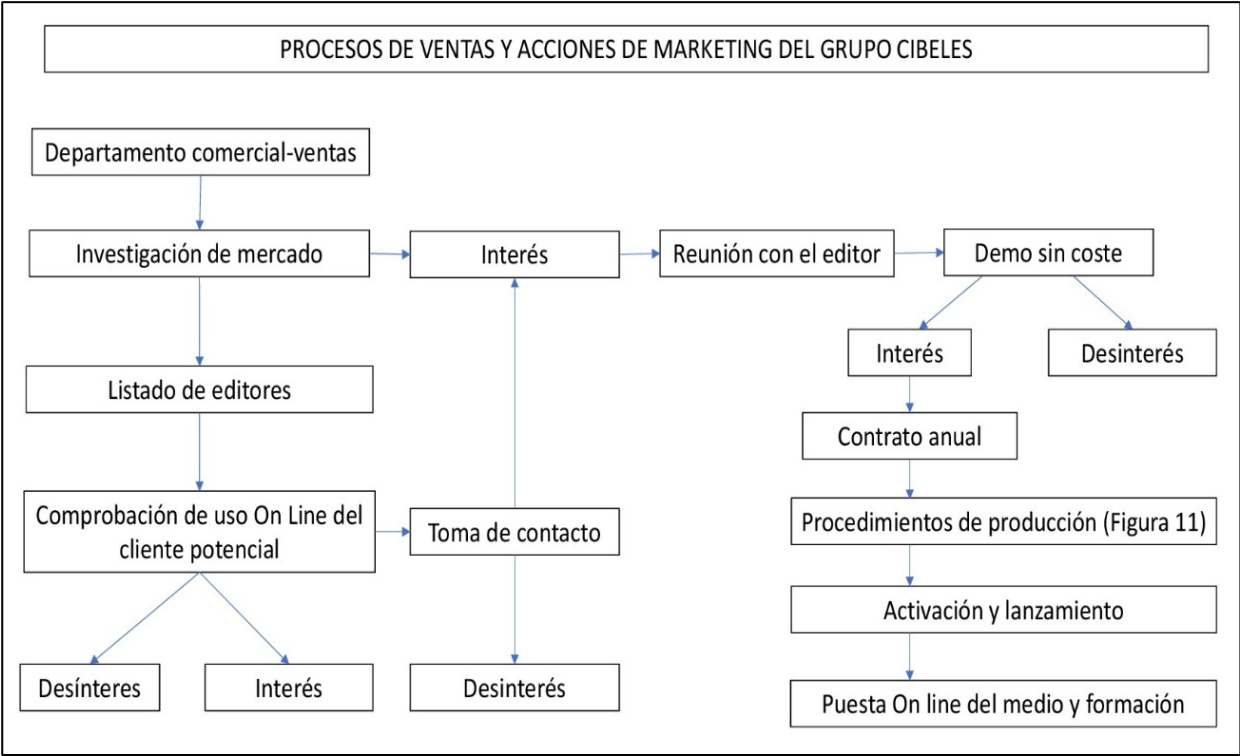 PROCESOS DE VENTAS Y ACCIONES DE MARKETING DEL GRUPO CIBELES
Departamento comercial-ventas
Investigación de mercado
Interés
Reunión con el editor
Demo sin coste
Interés
Desinterés
Listado de editores
Contrato anual
Comprobación de uso On Line del
cliente potencial
Toma de contacto
Procedimientos de producción (Figura 11)
Activación y lanzamiento
Desínteres
Interés
Desinterés
Puesta On line del medio y formación